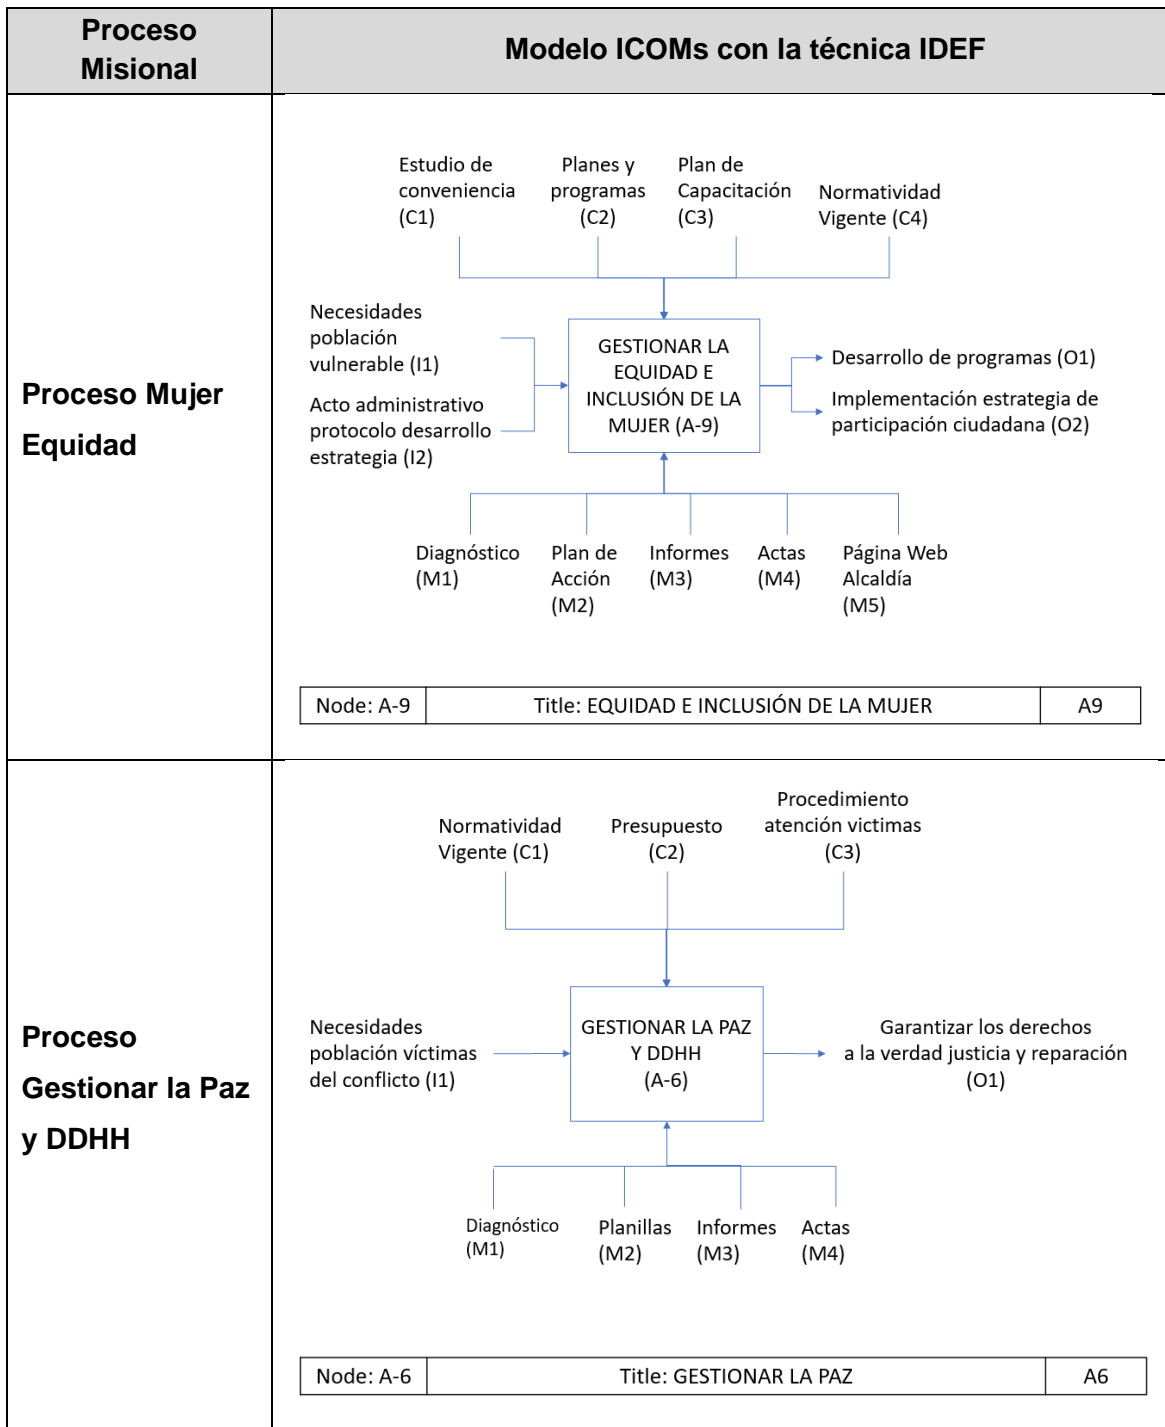 Proceso
Misional
Modelo ICOMs con la técnica IDEF
Proceso Mujer
Equidad
Estudio de
conveniencia
(C1)
Planes y
programas
(C2)
Plan de
Capacitación
(C3)
Normatividad
Vigente (C4)
Necesidades
población
vulnerable (I1)
Acto administrativo
protocolo desarrollo
estrategia (I2)
GESTIONAR LA
EQUIDAD E
INCLUSIÓN DE LA
MUJER (A-9)
Desarrollo de programas (O1)
Implementación estrategia de
participación ciudadana (O2)
Diagnóstico
(M1)
Plan de
Acción
(M2)
Informes
(M3)
Actas
(M4)
Página Web
Alcaldía
(M5)
Node: A-9
Title: EQUIDAD E INCLUSIÓN DE LA MUJER
A9
Proceso
Gestionar la Paz
y DDHH
Normatividad
Vigente (C1)
Presupuesto
(C2)
Procedimiento
atención victimas
(C3)
Necesidades
población víctimas
del conflicto (I1)
GESTIONAR LA PAZ
Y DDHH
(A-6)
Garantizar los derechos
a la verdad justicia y reparación
(O1)
Diagnóstico
(M1)
Planillas
(M2)
Informes
(M3)
Actas
(M4)
Node: A-6
Title: GESTIONAR LA PAZ
A6